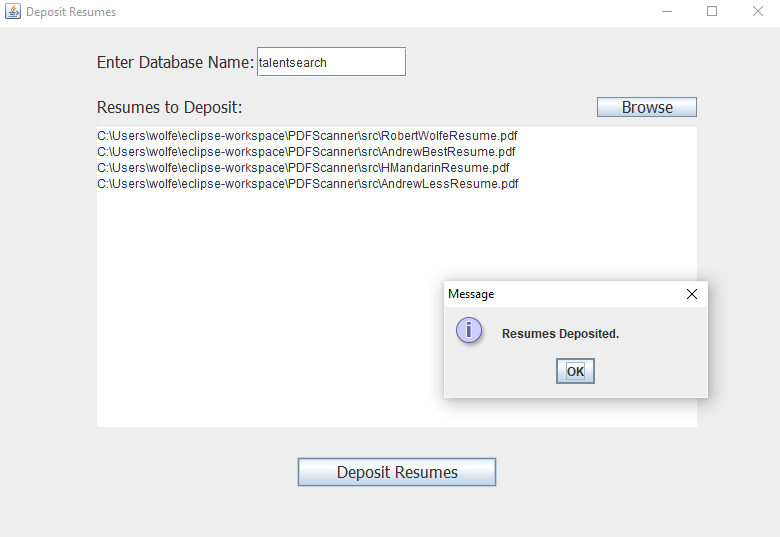 Deposit Resumes
Enter Database Name: talentsearch
Resumes to Deposit: Browse
C:\Users\wolfe\eclipse-workspace\PDFScanner\src\RobertWolfeResume.pdf
C:\Users\wolfe\eclipse-workspace\PDFScanner\src\AndrewBestResume.pdf
C:\Users\wolfe\eclipse-workspace\PDFScanner\src\HMandarinResume.pdf
C:\Users\wolfe\eclipse-workspace\PDFScanner\src\AndrewLessResume.pdf
Message
Resumes Deposited.
OK
Deposit Resumes